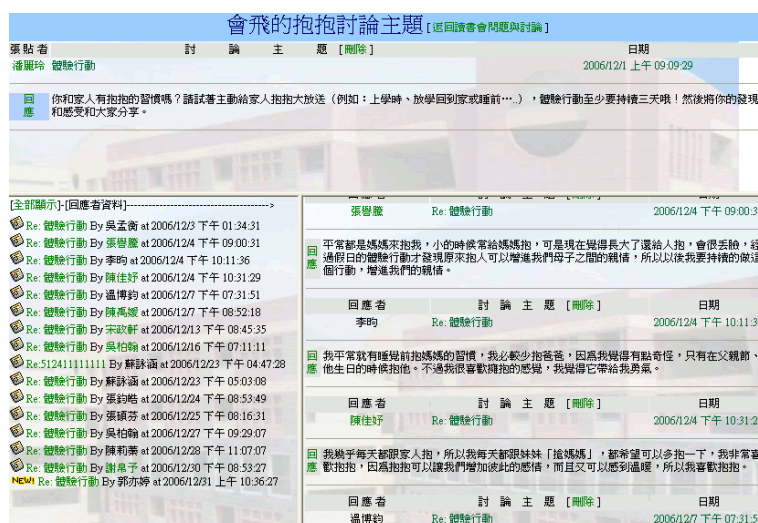 會飛的抱抱討論主題 [返回讀書會問題與討論]
張貼者 討 論 主 題 [刪除] 日期
潘麗玲 體驗行動 2006/12/1 上午 09:09:29
回應 你和家人有抱抱的習慣嗎？請試著主動給家人抱抱大放送（例如：上學時、放學回到家或睡前…..），體驗行動至少要持續三天哦！然後將你的發現
和感受和大家分享。
[全部顯示]-[回應者資料]---------------------------------------->
Re: 體驗行動 By 吳孟衡 at 2006/12/3 下午 01:34:31
Re: 體驗行動 By 張譽騰 at 2006/12/4 下午 09:00:31
Re: 體驗行動 By 李昀 at 2006/12/4 下午 10:11:36
Re: 體驗行動 By 陳佳妤 at 2006/12/4 下午 10:31:29
Re: 體驗行動 By 溫博鈞 at 2006/12/7 下午 07:31:51
Re: 體驗行動 By 陳禹媛 at 2006/12/7 下午 08:52:18
Re: 體驗行動 By 宋政軒 at 2006/12/13 下午 08:45:35
Re: 體驗行動 By 吳柏翰 at 2006/12/16 下午 07:11:11
Re:512411111111 By 蘇詠涵 at 2006/12/23 下午 04:47:28
Re: 體驗行動 By 蘇詠涵 at 2006/12/23 下午 05:03:08
Re: 體驗行動 By 張鈞皓 at 2006/12/24 下午 08:53:49
Re: 體驗行動 By 張碩芬 at 2006/12/25 下午 08:16:31
Re: 體驗行動 By 吳柏翰 at 2006/12/27 下午 09:29:07
Re: 體驗行動 By 陳莉蓁 at 2006/12/28 下午 11:07:07
Re: 體驗行動 By 謝帛予 at 2006/12/30 下午 08:53:27
NEW! Re: 體驗行動 By 郭亦婷 at 2006/12/31 上午 10:36:27
回應者 討 論 主 題 [刪除] 日期
張譽騰 Re: 體驗行動 2006/12/4 下午 09:00:3
回應 平常都是媽媽來抱我，小的時候常給媽媽抱，可是現在覺得長大了還給人抱，會很丟臉，經
過假日的體驗行動才發現原來抱人可以增進我們母子之間的親情，所以以後我要持續的做這
個行動，增進我們的親情。
回應者 討 論 主 題 [刪除] 日期
李昀 Re: 體驗行動 2006/12/4 下午 10:11:3
回應 我平常就有睡覺前抱媽媽的習慣，我必較少抱爸爸，因為我覺得有點奇怪，只有在父親節、
他生日的時候抱他。不過我很喜歡擁抱的感覺，我覺得它帶給我勇氣。
回應者 討 論 主 題 [刪除] 日期
陳佳妤 Re: 體驗行動 2006/12/4 下午 10:31:2
回應 我幾乎每天都跟家人抱，所以我每天都跟妹妹「搶媽媽」，都希望可以多抱一下，我非常喜
歡抱抱，因為抱抱可以讓我們增加彼此的感情，而且又可以感到溫暖，所以我喜歡抱抱。
回應者 討 論 主 題 [刪除] 日期
溫博鈞 Re: 體驗行動 2006/12/7 下午 07:31:5